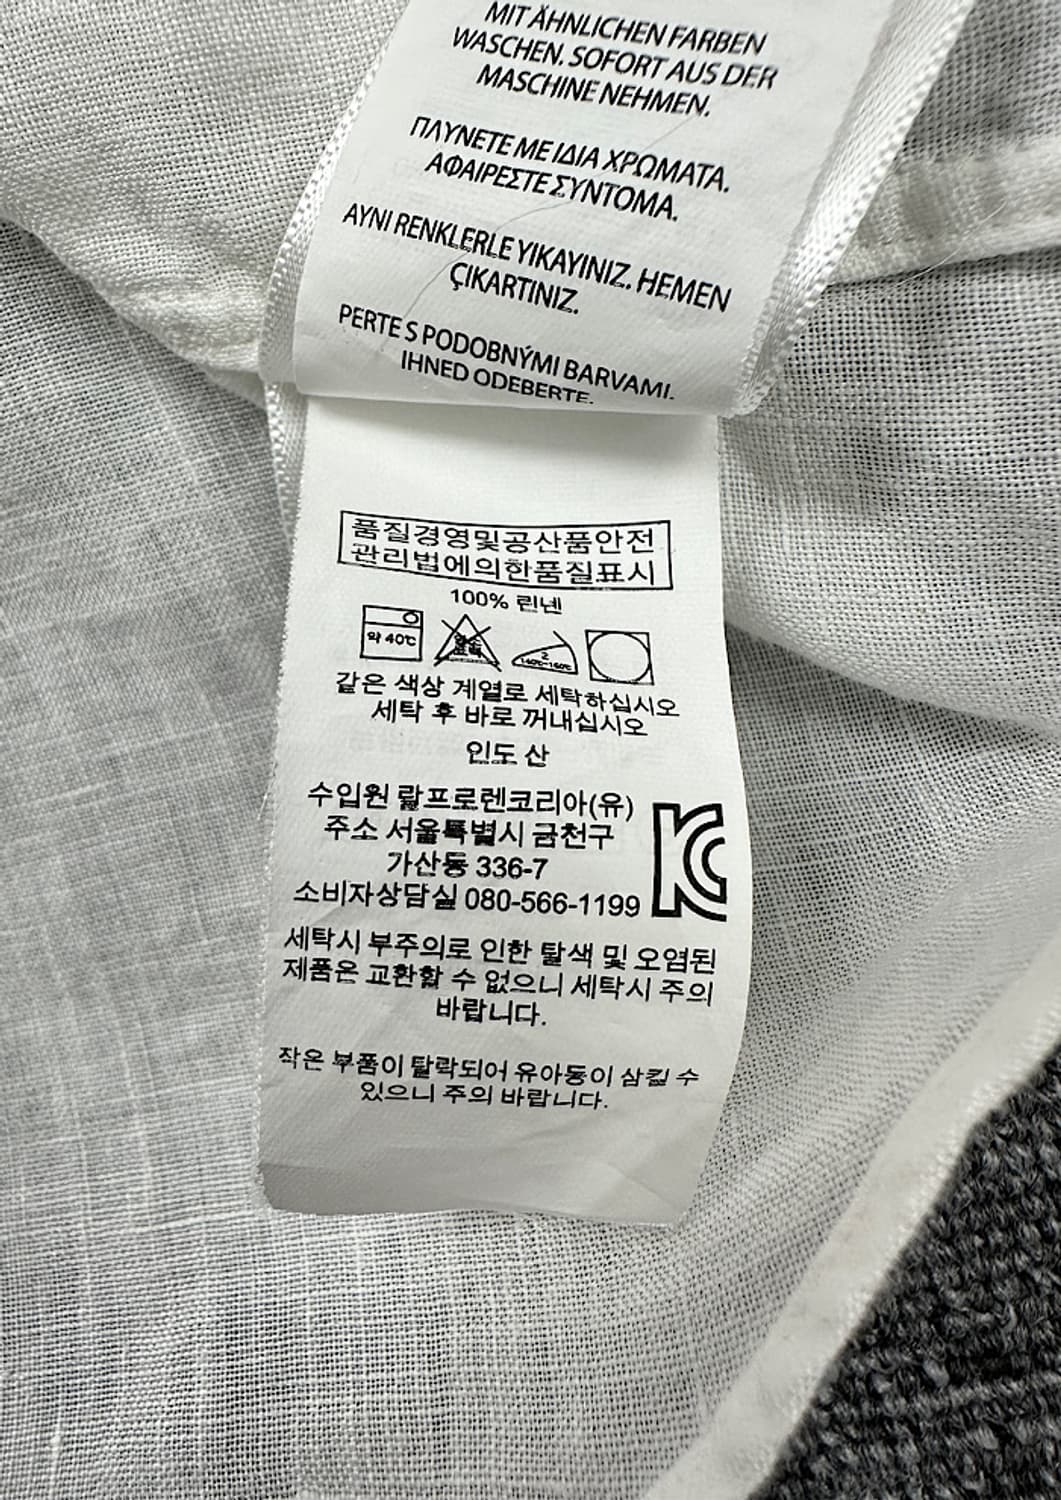 MIT ÄHNLICHEN FARBEN
WASCHEN. SOFORT AUS DER
MASCHINE NEHMEN.
ΠΛΥΝΕΤΕ ΜΕ ΙΔΙΑ ΧΡΩΜΑΤΑ.
ΑΦΑΙΡΕΣΤΕ ΣΥΝΤΟΜΑ.
AYNI RENKLERLE YIKAYINIZ. HEMEN
ÇIKARTINIZ.
PERTE S PODOBNÝMI BARVAMI.
IHNED ODEBERTE.
품질경영및공산품안전
관리법에의한품질표시
100% 린넨
약 40℃
염소
표백
2
140℃~160℃
같은 색상 계열로 세탁하십시오
세탁 후 바로 꺼내십시오
인도 산
수입원 랄프로렌코리아(유)
주소 서울특별시 금천구
가산동 336-7
소비자상담실 080-566-1199
세탁시 부주의로 인한 탈색 및 오염된
제품은 교환할 수 없으니 세탁시 주의
바랍니다.
작은 부품이 탈락되어 유아동이 삼킬 수
있으니 주의 바랍니다.